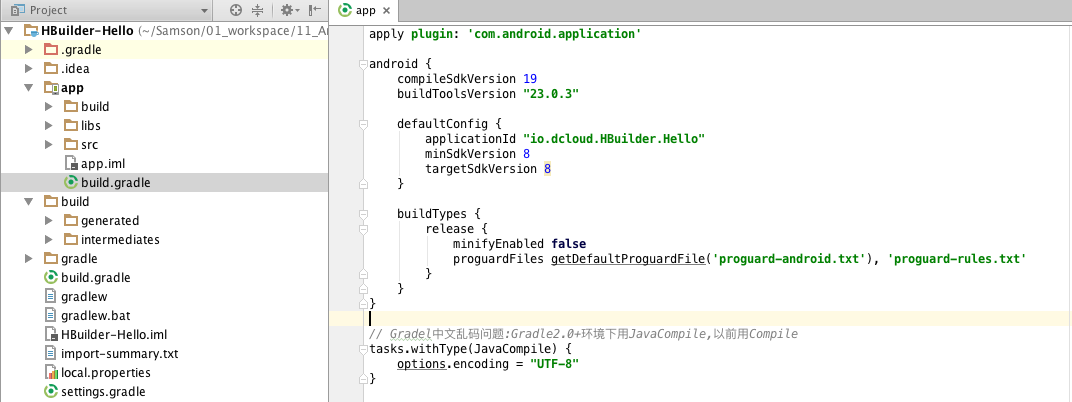 Project
app
HBuilder-Hello (~/Samson/01_workspace/11_An
.gradle
.idea
app
build
libs
src
app.iml
build.gradle
build
generated
intermediates
gradle
build.gradle
gradlew
gradlew.bat
HBuilder-Hello.iml
import-summary.txt
local.properties
settings.gradle
apply plugin: 'com.android.application'
android {
compileSdkVersion 19
buildToolsVersion "23.0.3"
defaultConfig {
applicationId "io.dcloud.HBuilder.Hello"
minSdkVersion 8
targetSdkVersion 8
}
buildTypes {
release {
minifyEnabled false
proguardFiles getDefaultProguardFile('proguard-android.txt'), 'proguard-rules.txt'
}
}
}
// Gradel中文乱码问题:Gradle2.0+环境下用JavaCompile,以前用Compile
tasks.withType(JavaCompile) {
options.encoding = "UTF-8"
}